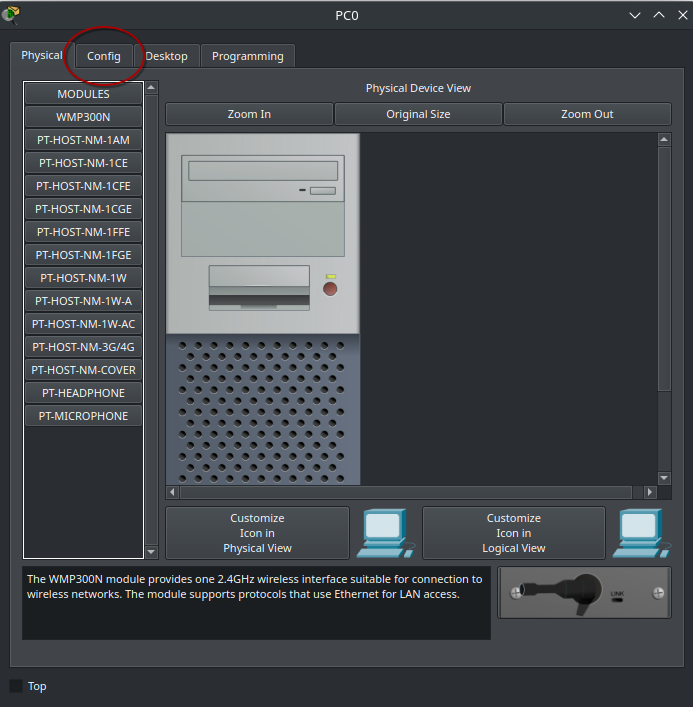 PC0
Physical
Config
Desktop
Programming
MODULES
WMP300N
PT-HOST-NM-1AM
PT-HOST-NM-1CE
PT-HOST-NM-1CFE
PT-HOST-NM-1CGE
PT-HOST-NM-1FFE
PT-HOST-NM-1FGE
PT-HOST-NM-1W
PT-HOST-NM-1W-A
PT-HOST-NM-1W-AC
PT-HOST-NM-3G/4G
PT-HOST-NM-COVER
PT-HEADPHONE
PT-MICROPHONE
Physical Device View
Zoom In
Original Size
Zoom Out
Customize
Icon in
Physical View
Customize
Icon in
Logical View
The WMP300N module provides one 2.4GHz wireless interface suitable for connection to
wireless networks. The module supports protocols that use Ethernet for LAN access.
LINK
Top